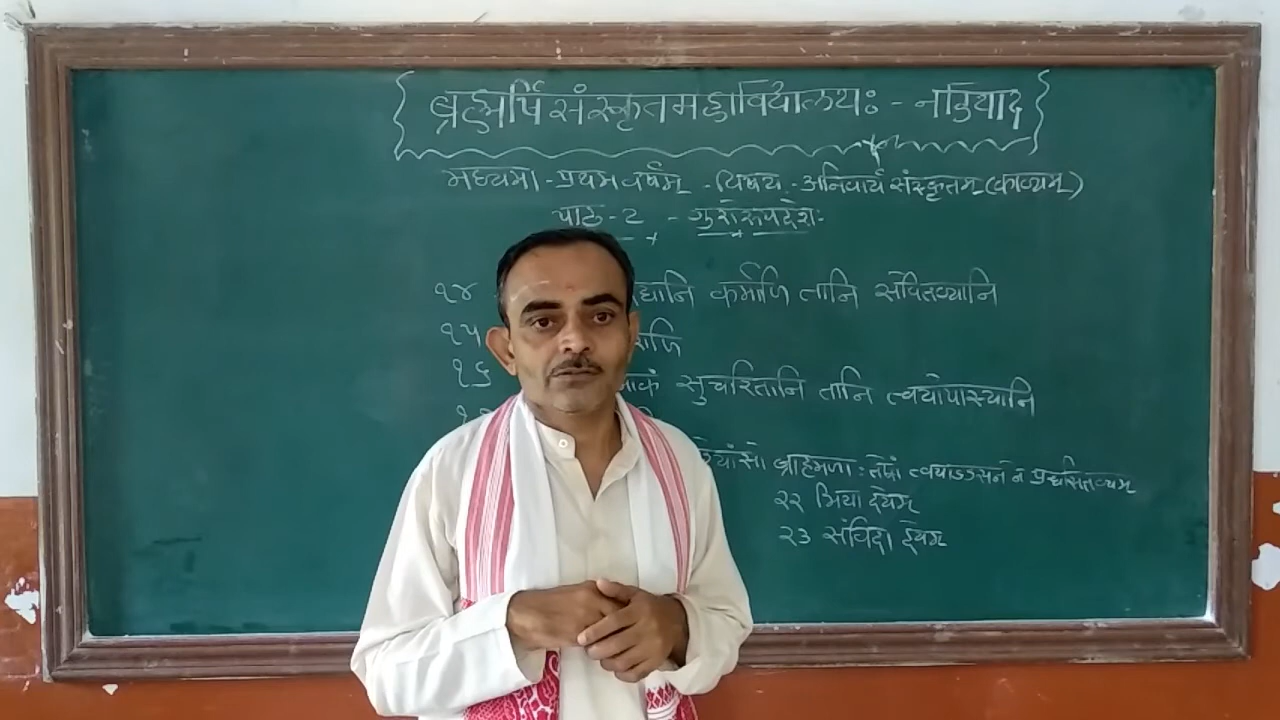 ब्रह्मर्षि संस्कृत महाविद्यालयः - नडियाद
मध्यमा - प्रथम वर्षम् - विषय - अनिवार्य संस्कृतम् (काव्यम्)
पाठ - २ - गुरोरुपदेशः
१४ द्यानि कर्माणि तानि सेवितव्यानि
१५ राणि
१६ माकं सुचरितानि तानि त्वयोपास्यानि
रेयांसो ब्राह्मणाः तेषां त्वयाऽऽसनेन प्रश्वसितव्यम्
२२ भिया देयम्
२३ संविदा देयम्